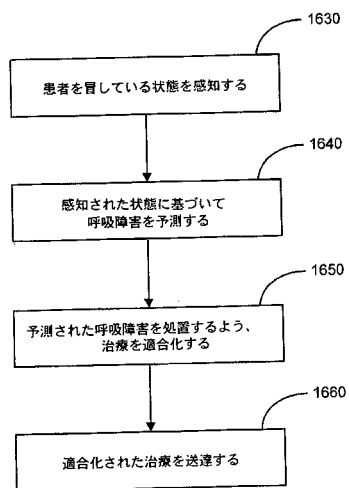 1630
患者を冒している状態を感知する
1640
感知された状態に基づいて
呼吸障害を予測する
1650
予測された呼吸障害を処置するよう、
治療を適合化する
1660
適合化された治療を送達する